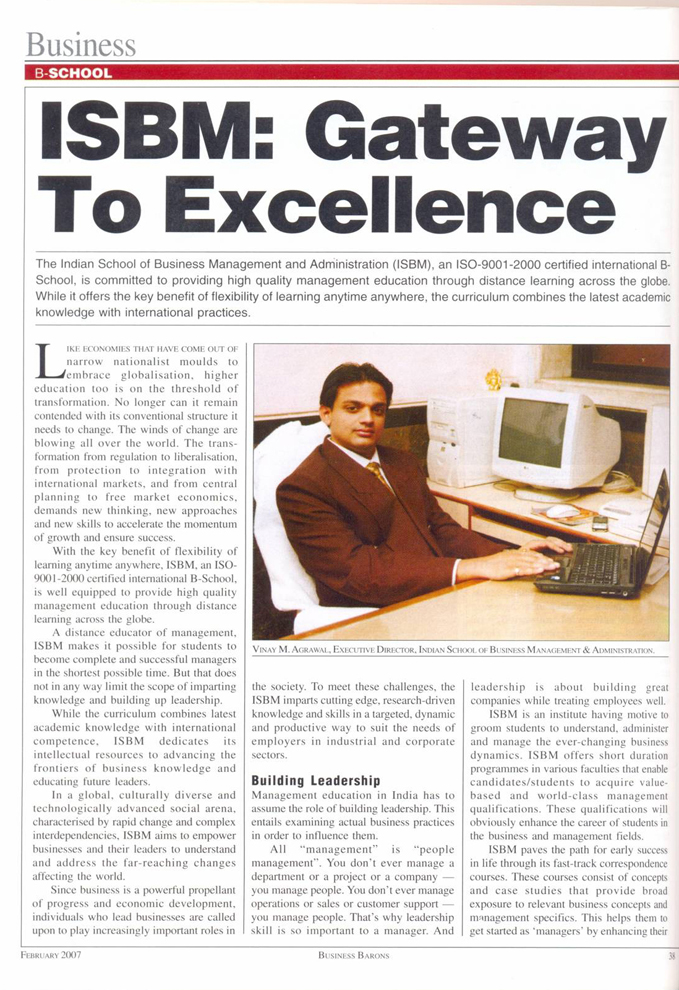 Business
B-SCHOOL
ISBM: Gateway
To Excellence
The Indian School of Business Management and Administration (ISBM), an ISO-9001-2000 certified international B-
School, is committed to providing high quality management education through distance learning across the globe.
While it offers the key benefit of flexibility of learning anytime anywhere, the curriculum combines the latest academic
knowledge with international practices.
LIKE ECONOMIES THAT HAVE COME OUT OF
narrow nationalist moulds to
embrace globalisation, higher
education too is on the threshold of
transformation. No longer can it remain
contended with its conventional structure it
needs to change. The winds of change are
blowing all over the world. The trans-
formation from regulation to liberalisation,
from protection to integration with
international markets, and from central
planning to free market economics,
demands new thinking, new approaches
and new skills to accelerate the momentum
of growth and ensure success.
With the key benefit of flexibility of
learning anytime anywhere, ISBM, an ISO-
9001-2000 certified international B-School,
is well equipped to provide high quality
management education through distance
learning across the globe.
A distance educator of management,
ISBM makes it possible for students to
become complete and successful managers
in the shortest possible time. But that does
not in any way limit the scope of imparting
knowledge and building up leadership.
While the curriculum combines latest
academic knowledge with international
competence, ISBM dedicates its
intellectual resources to advancing the
frontiers of business knowledge and
educating future leaders.
In a global, culturally diverse and
technologically advanced social arena,
characterised by rapid change and complex
interdependencies, ISBM aims to empower
businesses and their leaders to understand
and address the far-reaching changes
affecting the world.
Since business is a powerful propellant
of progress and economic development,
individuals who lead businesses are called
upon to play increasingly important roles in
VINAY M. AGRAWAL, EXECUTIVE DIRECTOR, INDIAN SCHOOL OF BUSINESS MANAGEMENT & ADMINISTRATION.
the society. To meet these challenges, the
ISBM imparts cutting edge, research-driven
knowledge and skills in a targeted, dynamic
and productive way to suit the needs of
employers in industrial and corporate
sectors.
Building Leadership
Management education in India has to
assume the role of building leadership. This
entails examining actual business practices
in order to influence them.
All "management" is "people
management". You don't ever manage a
department or a project or a company —
you manage people. You don't ever manage
operations or sales or customer support —
you manage people. That's why leadership
skill is so important to a manager. And
leadership is about building great
companies while treating employees well.
ISBM is an institute having motive to
groom students to understand, administer
and manage the ever-changing business
dynamics. ISBM offers short duration
programmes in various faculties that enable
candidates/students to acquire value-
based and world-class management
qualifications. These qualifications will
obviously enhance the career of students in
the business and management fields.
ISBM paves the path for early success
in life through its fast-track correspondence
courses. These courses consist of concepts
and case studies that provide broad
exposure to relevant business concepts and
management specifics. This helps them to
get started as 'managers' by enhancing their
FEBRUARY 2007
BUSINESS BARONS
38